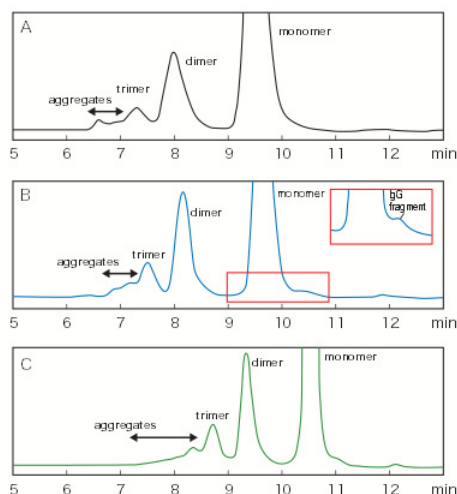 A
monomer
dimer
trimer
aggregates
5 6 7 8 9 10 11 12 min
B
monomer
IgG
fragment
dimer
trimer
aggregates
5 6 7 8 9 10 11 12 min
C
monomer
dimer
trimer
aggregates
5 6 7 8 9 10 11 12 min